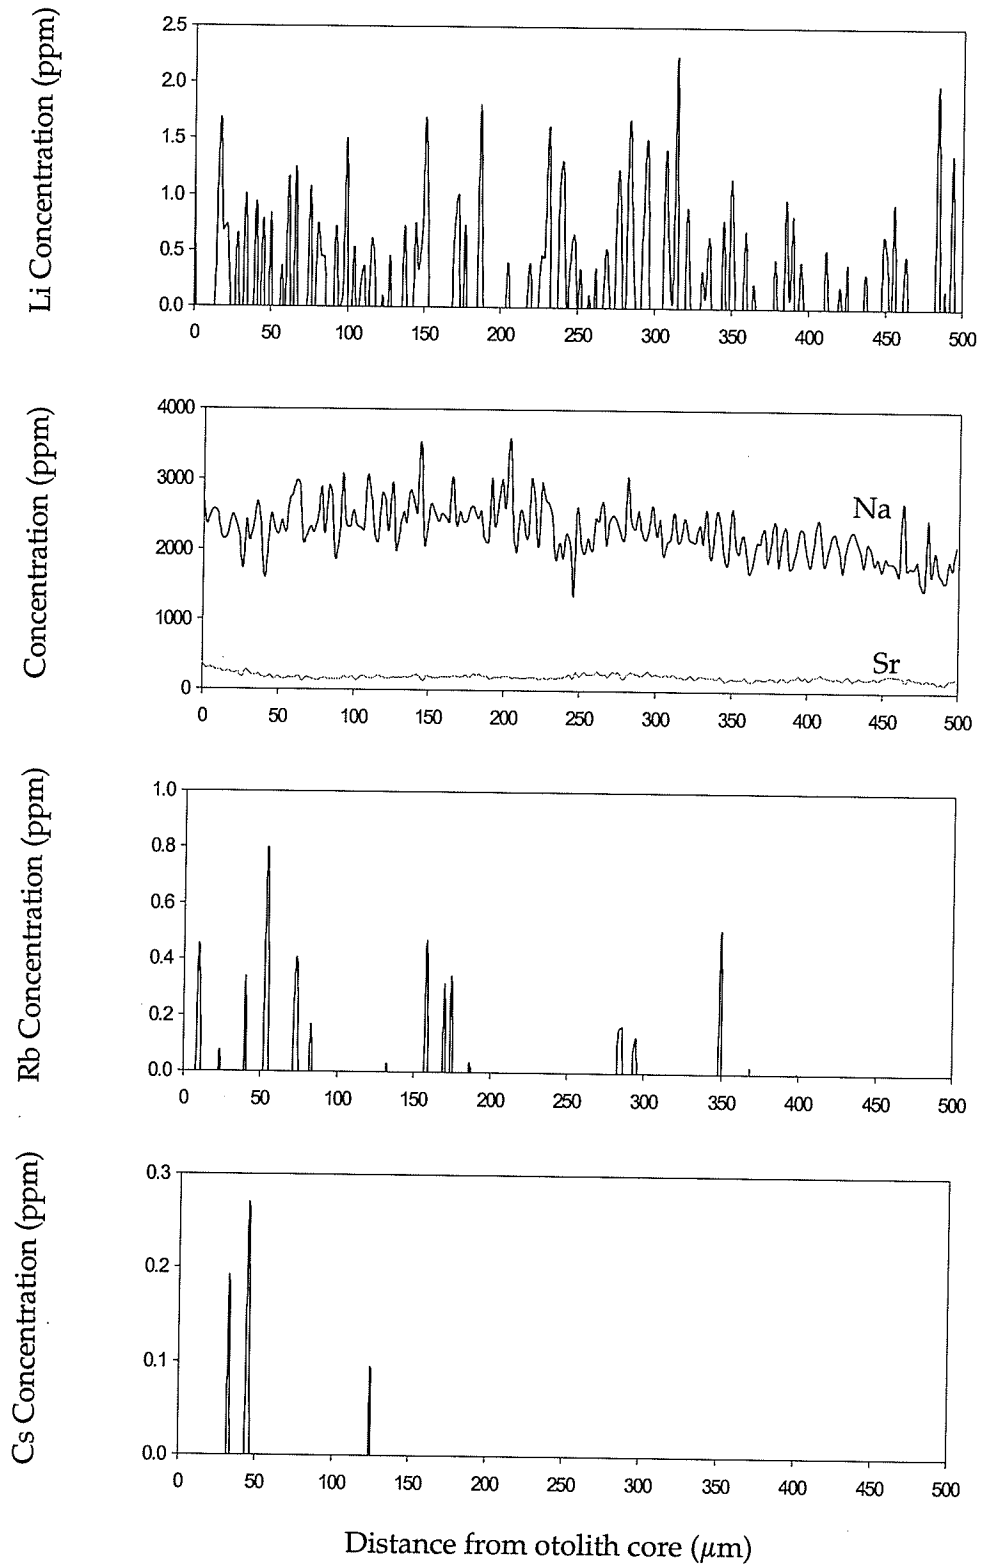 Li Concentration (ppm)
2.5
2.0
1.5
1.0
0.5
0.0
0 50 100 150 200 250 300 350 400 450 500
Concentration (ppm)
4000
3000
2000
1000
0
Na
Sr
0 50 100 150 200 250 300 350 400 450 500
Rb Concentration (ppm)
1.0
0.8
0.6
0.4
0.2
0.0
0 50 100 150 200 250 300 350 400 450 500
Cs Concentration (ppm)
0.3
0.2
0.1
0.0
0 50 100 150 200 250 300 350 400 450 500
Distance from otolith core (μm)